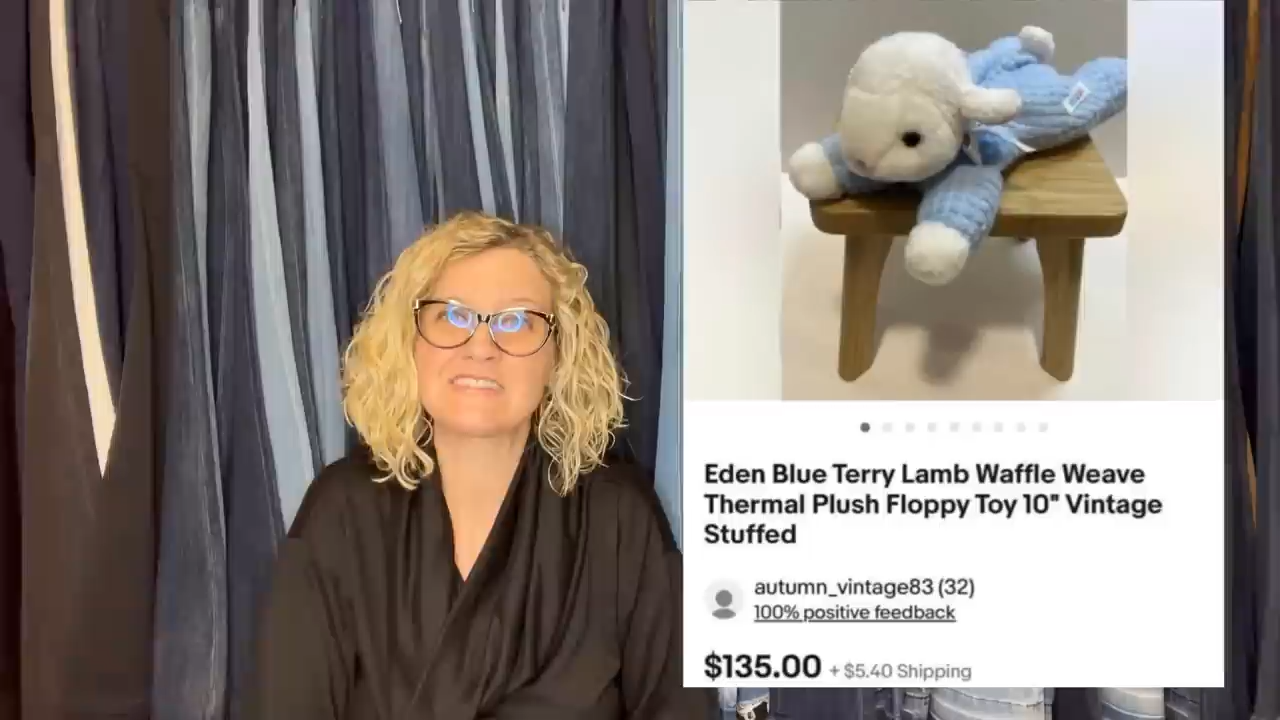 Eden Blue Terry Lamb Waffle Weave
Thermal Plush Floppy Toy 10" Vintage
Stuffed
autumn_vintage83 (32)
100% positive feedback
$135.00 + $5.40 Shipping